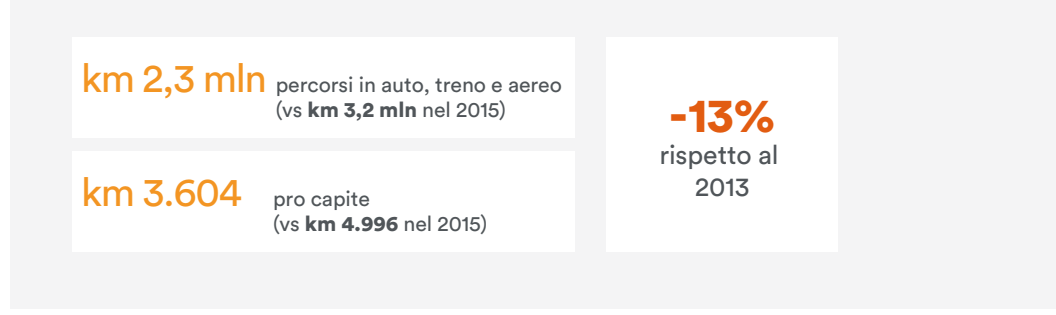 km 2,3 mln percorsi in auto, treno e aereo
(vs km 3,2 mln nel 2015)
km 3.604 pro capite
(vs km 4.996 nel 2015)
-13%
rispetto al
2013